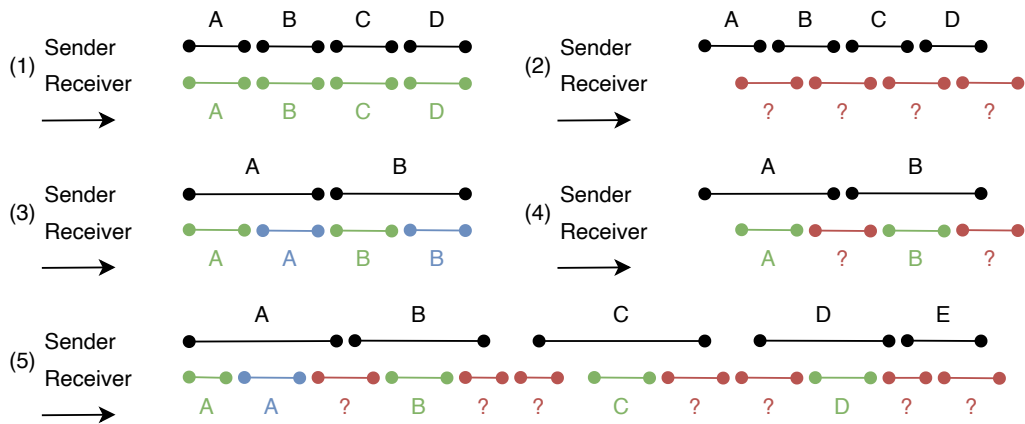 A B C D
(1) Sender
Receiver
A B C D
A B C D
(2) Sender
Receiver
? ? ? ?
A B
(3) Sender
Receiver
A A B B
A B
(4) Sender
Receiver
A ? B ?
A B C D E
(5) Sender
Receiver
A A ? B ? ? C ? ? D ? ?